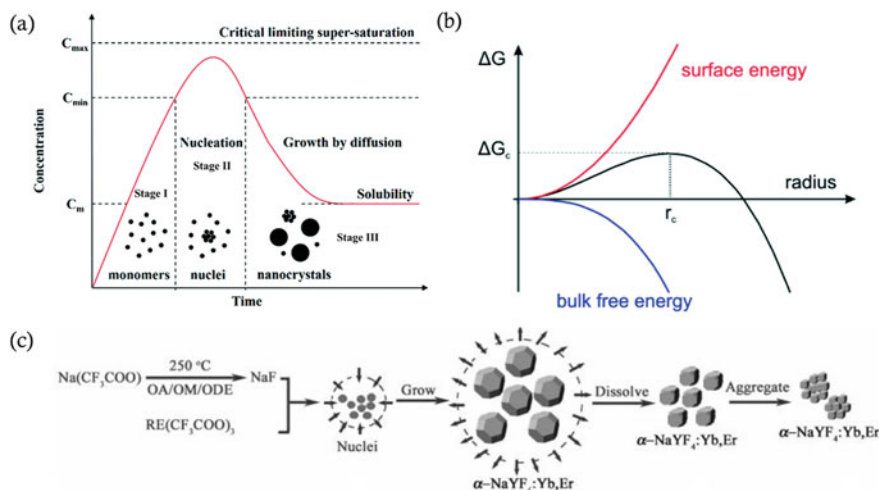 (a)
Critical limiting super-saturation
Cmax
Cmin
Nucleation
Growth by diffusion
Stage II
Stage I
Solubility
Cm
Stage III
monomers
nuclei
nanocrystals
Concentration
Time
(b)
ΔG
surface energy
ΔGc
radius
rc
bulk free energy
(c)
250 °C
Na(CF3COO)
NaF
OA/OM/ODE
RE(CF3COO)3
Nuclei
Grow
α–NaYF4:Yb,Er
Dissolve
α–NaYF4:Yb,Er
Aggregate
α–NaYF4:Yb,Er